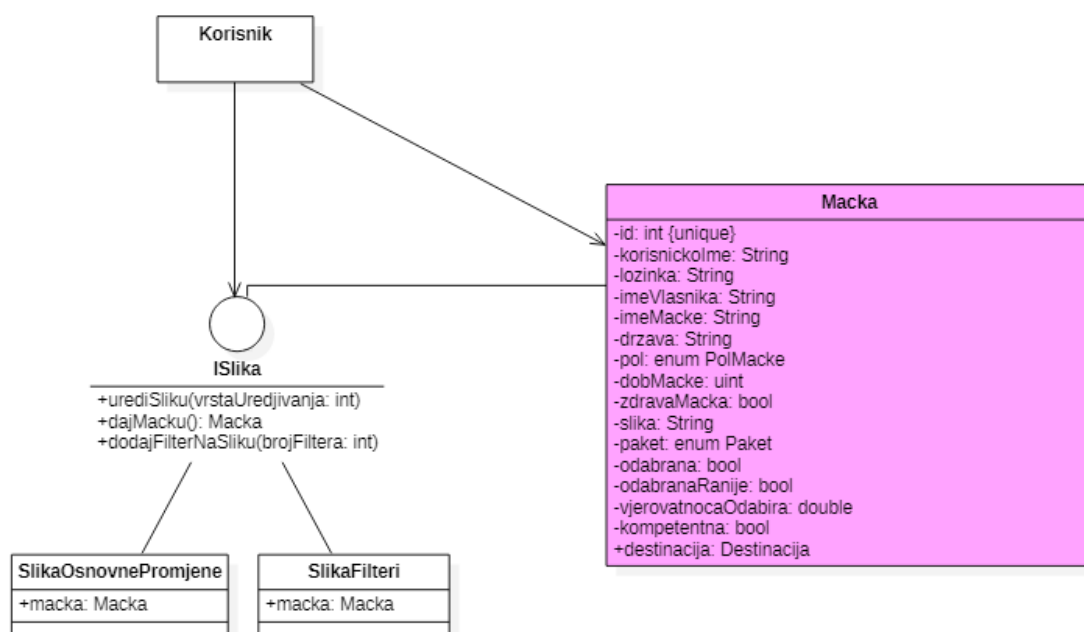 Korisnik
Macka
-id: int {unique}
-korisnickoIme: String
-lozinka: String
-imeVlasnika: String
-imeMacke: String
-drzava: String
-pol: enum PolMacke
-dobMacke: uint
-zdravaMacka: bool
-slika: String
-paket: enum Paket
-odabrana: bool
-odabranaRanije: bool
-vjerovatnocaOdabira: double
-kompetentna: bool
+destinacija: Destinacija
ISlika
+urediSliku(vrstaUredjivanja: int)
+dajMacku(): Macka
+dodajFilterNaSliku(brojFiltera: int)
SlikaOsnovnePromjene
+macka: Macka
SlikaFilteri
+macka: Macka